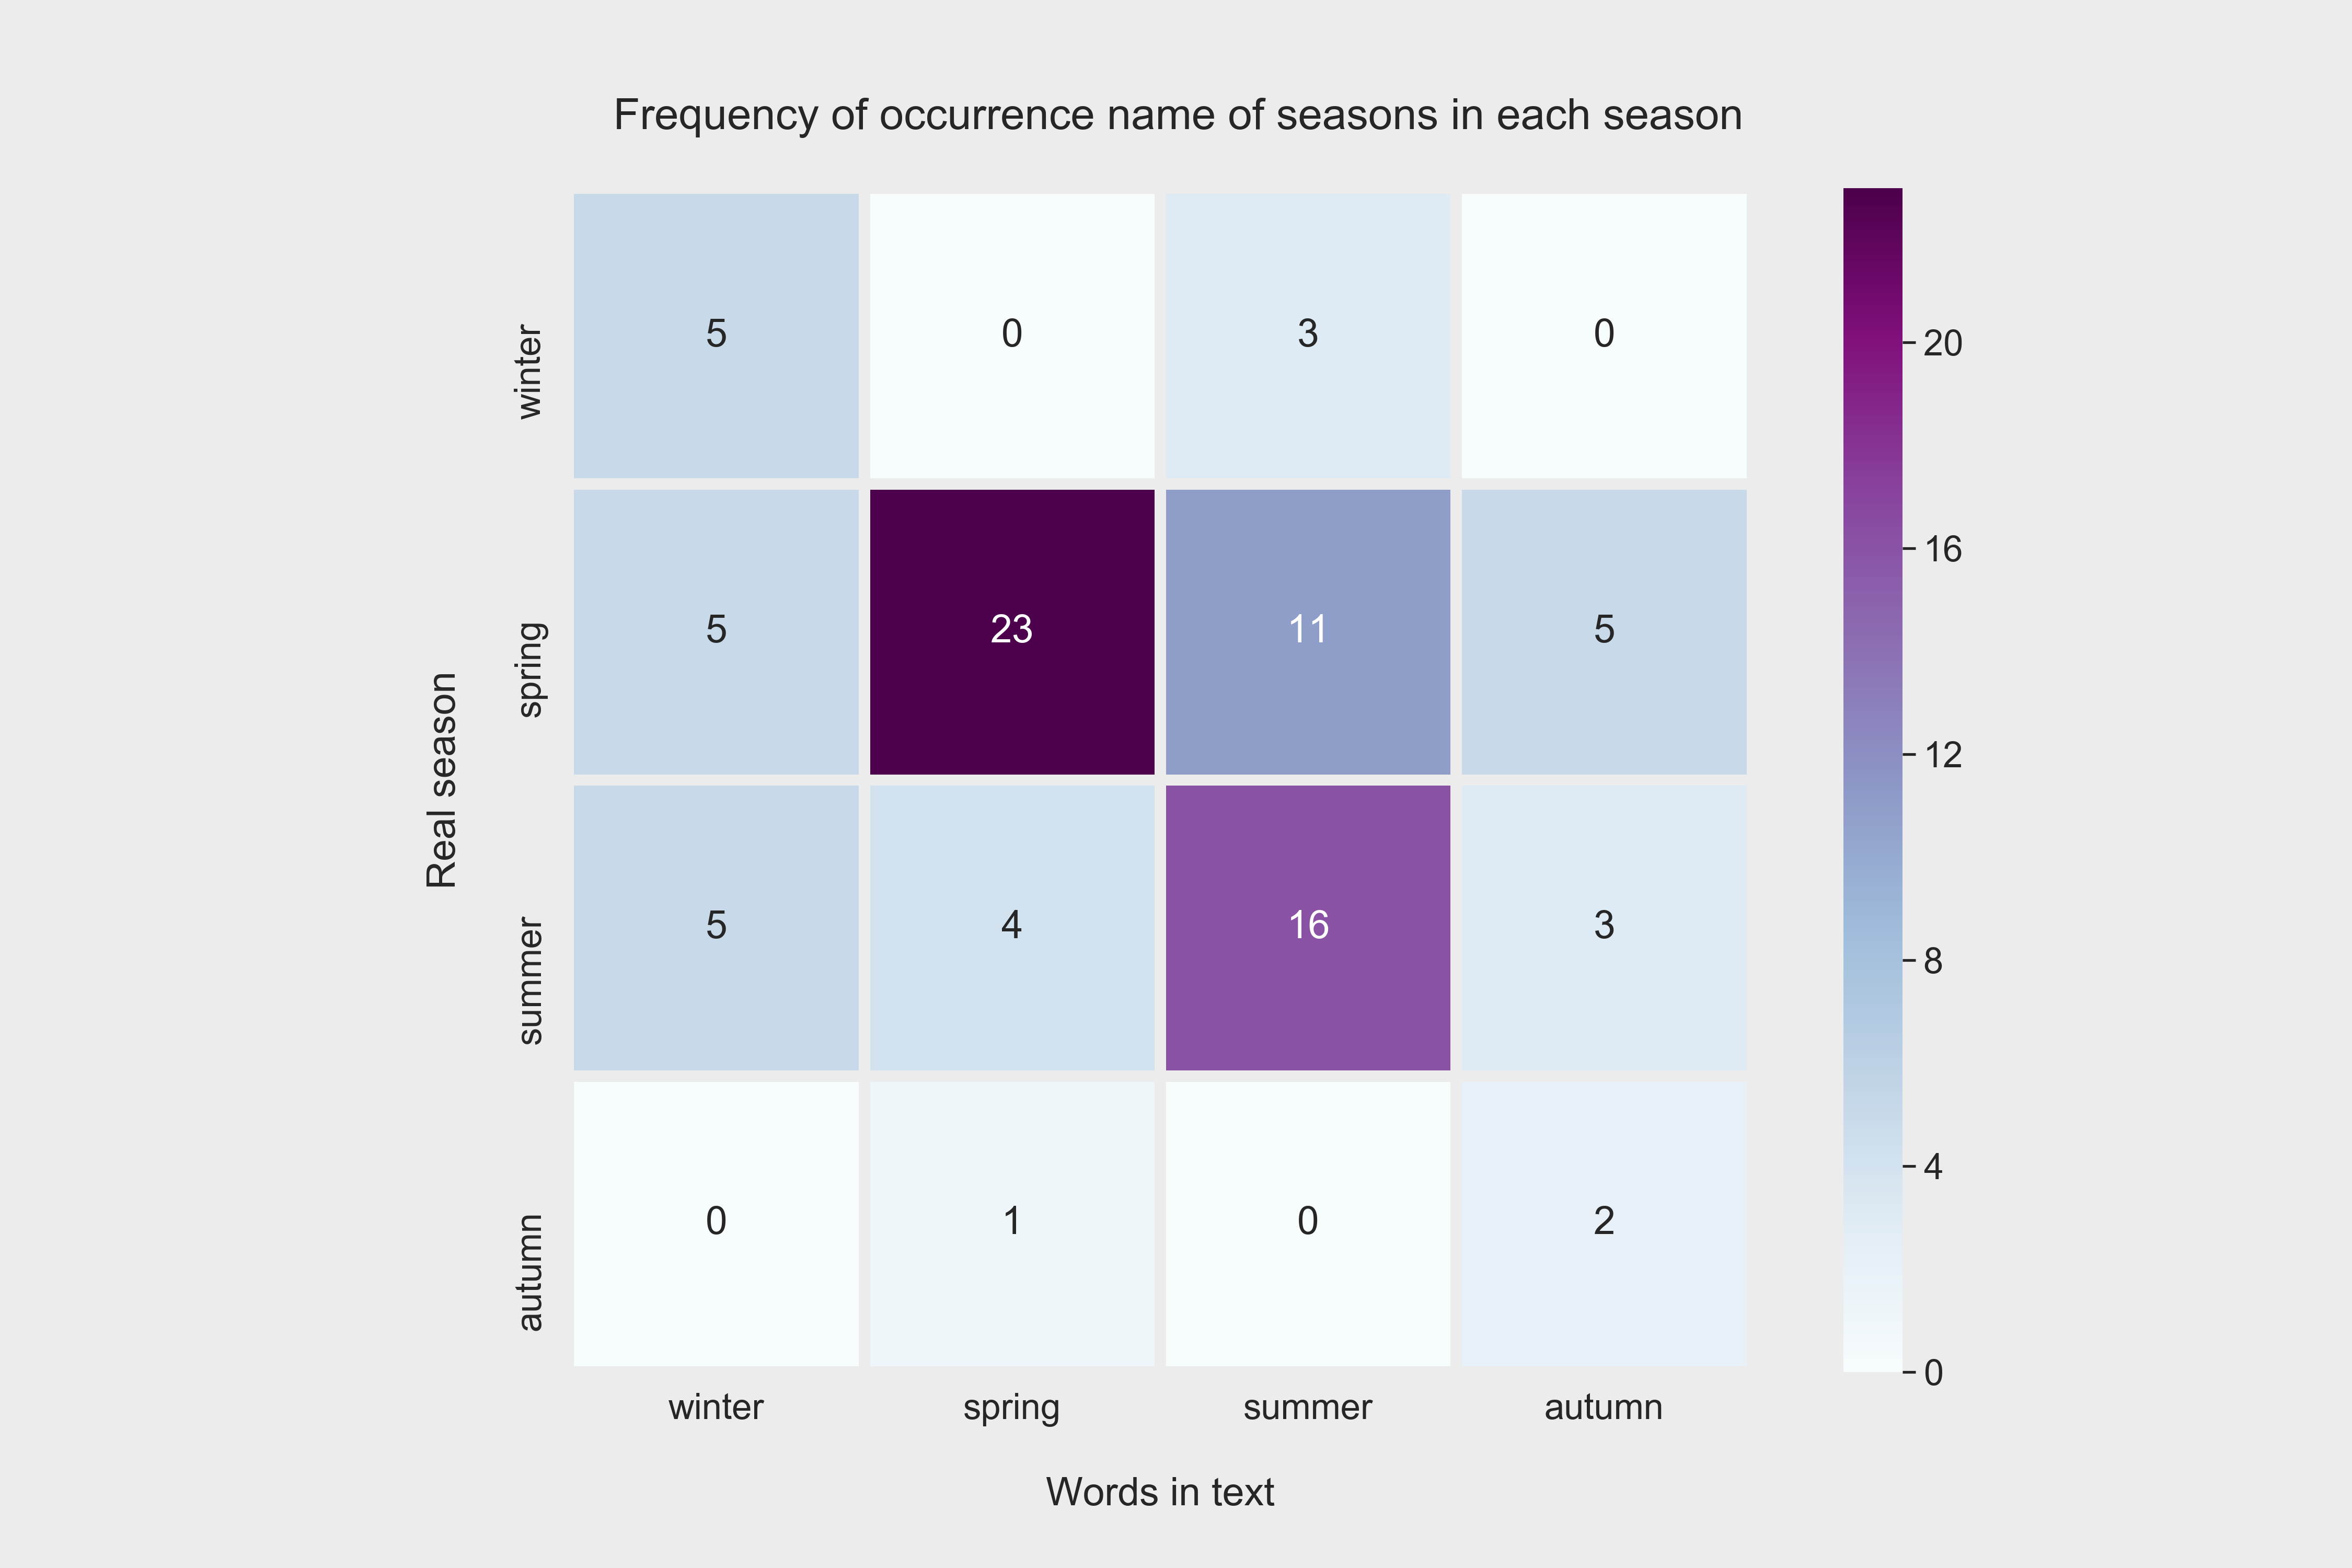 Frequency of occurrence name of seasons in each season
Real season
winter
5 0 3 0
spring
5 23 11 5
summer
5 4 16 3
autumn
0 1 0 2
winter spring summer autumn
Words in text
20
16
12
8
4
0